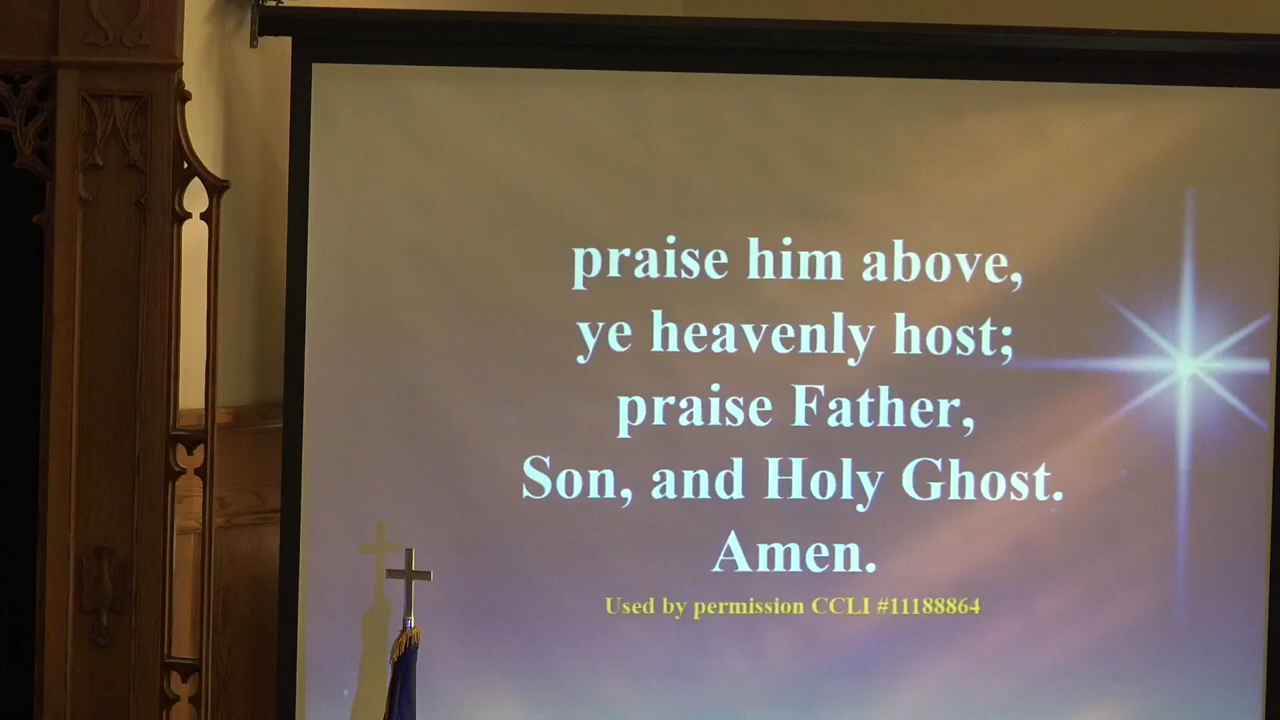 praise him above,
ye heavenly host;
praise Father,
Son, and Holy Ghost.
Amen.
Used by permission CCLI #11188864